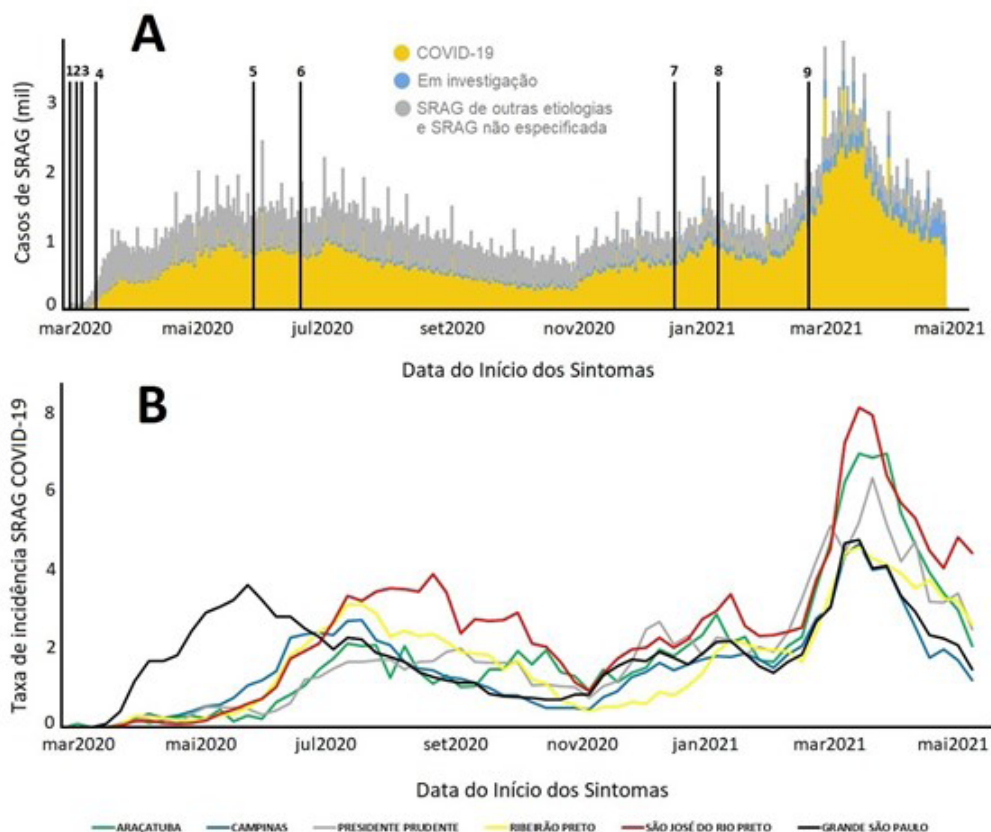 A
COVID-19
Em investigação
SRAG de outras etiologias
e SRAG não especificada
1 2 3 4 5 6 7 8 9
Casos de SRAG (mil)
3
2
1
0
mar2020 mai2020 jul2020 set2020 nov2020 jan2021 mar2021 mai2021
Data do Início dos Sintomas
B
Taxa de incidência SRAG COVID-19
8
6
4
2
0
mar2020 mai2020 jul2020 set2020 nov2020 jan2021 mar2021 mai2021
Data do Início dos Sintomas
ARAÇATUBA CAMPINAS PRESIDENTE PRUDENTE RIBEIRÃO PRETO SÃO JOSÉ DO RIO PRETO GRANDE SÃO PAULO